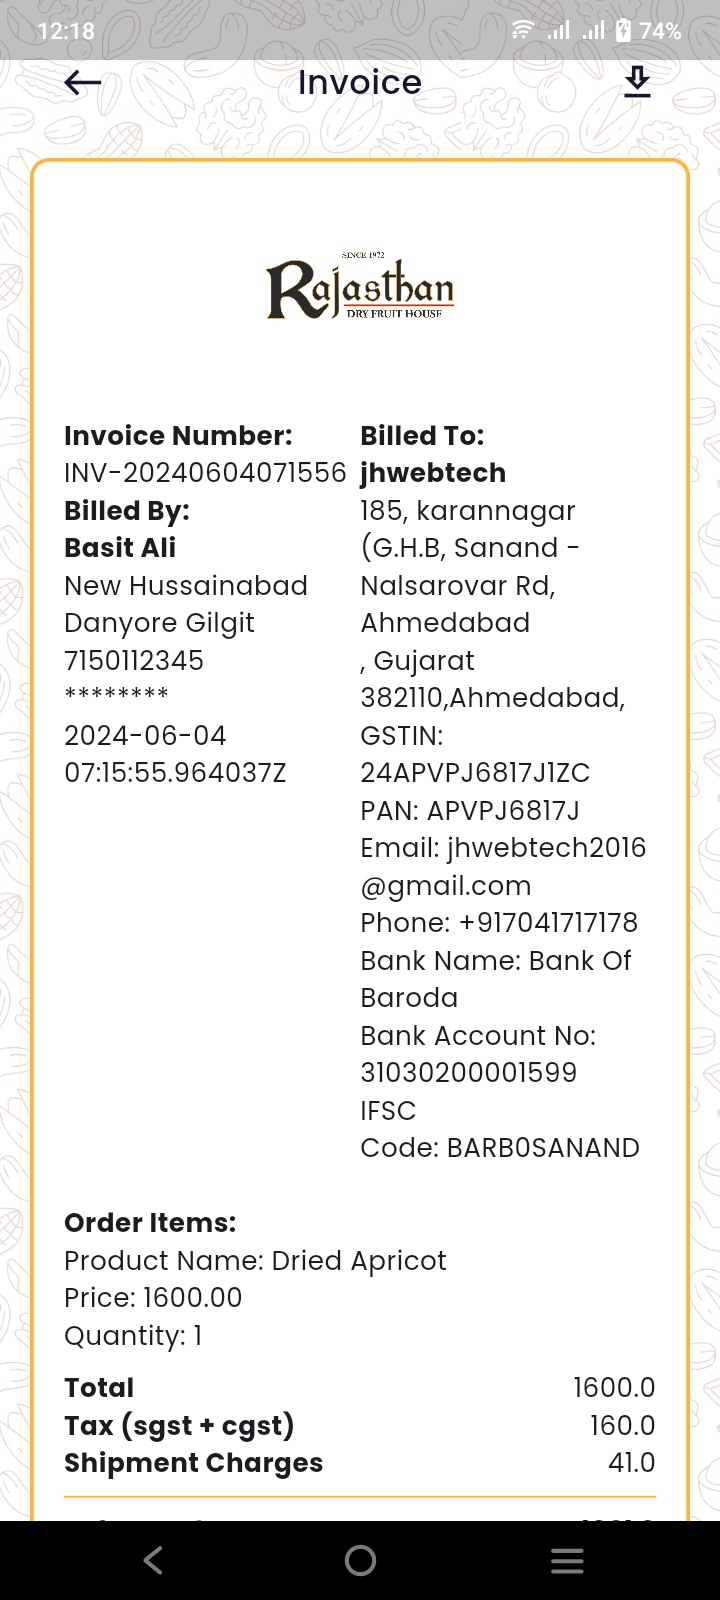 12:18
74%
Invoice
SINCE 1972
Rajasthan
DRY FRUIT HOUSE
Invoice Number:
INV-20240604071556
Billed By:
Basit Ali
New Hussainabad
Danyore Gilgit
7150112345
********
2024-06-04
07:15:55.964037Z
Billed To:
jhwebtech
185, karannagar
(G.H.B, Sanand -
Nalsarovar Rd,
Ahmedabad
, Gujarat
382110,Ahmedabad,
GSTIN:
24APVPJ6817J1ZC
PAN: APVPJ6817J
Email: jhwebtech2016
@gmail.com
Phone: +917041717178
Bank Name: Bank Of
Baroda
Bank Account No:
31030200001599
IFSC
Code: BARB0SANAND
Order Items:
Product Name: Dried Apricot
Price: 1600.00
Quantity: 1
Total 1600.0
Tax (sgst + cgst) 160.0
Shipment Charges 41.0